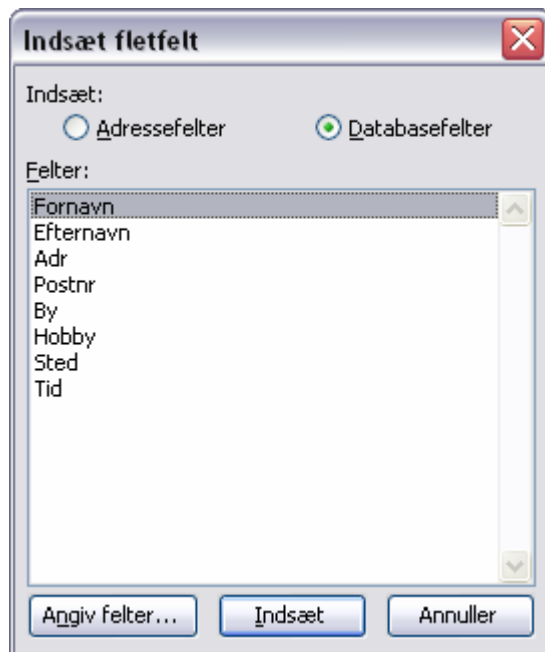 Indsæt fletfelt
Indsæt:
Adressefelter Databasefelter
Felter:
Fornavn
Efternavn
Adr
Postnr
By
Hobby
Sted
Tid
Angiv felter... Indsæt Annuller